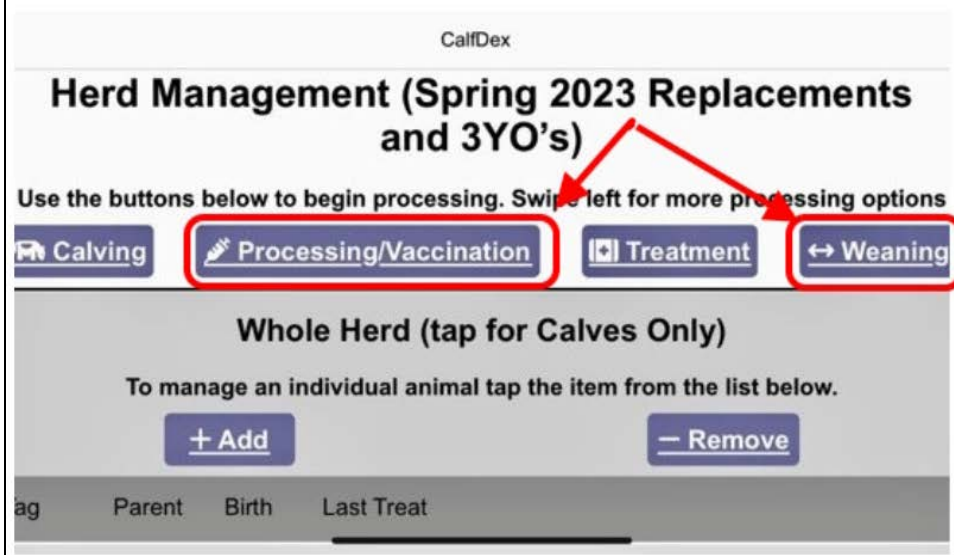 CalfDex
Herd Management (Spring 2023 Replacements
and 3YO's)
Use the buttons below to begin processing. Swipe left for more processing options
Calving Processing/Vaccination Treatment Weaning
Whole Herd (tap for Calves Only)
To manage an individual animal tap the item from the list below.
+ Add − Remove
ag Parent Birth Last Treat